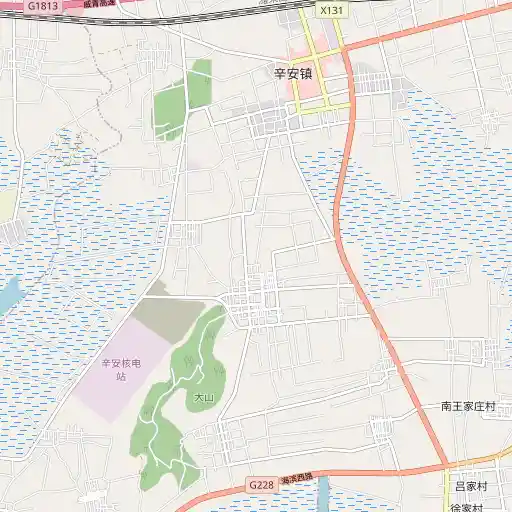 G1813
威青高速
X131
辛安镇
辛安核电
站
大山
南王家庄村
G228
海滨西路
吕家村
徐家村